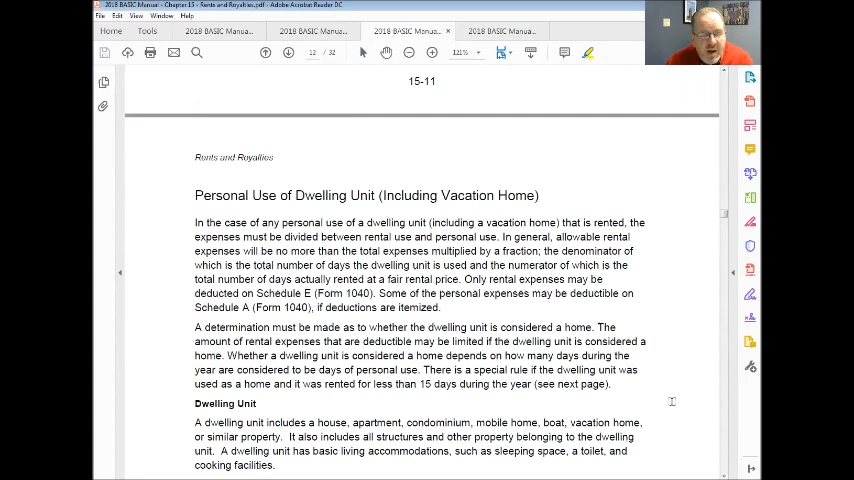 2018 BASIC Manual - Chapter 15 - Rents and Royalties.pdf - Adobe Acrobat Reader DC
File Edit View Window Help
Home Tools 2018 BASIC Manua... 2018 BASIC Manua... 2018 BASIC Manua... × 2018 BASIC Manua...
12 / 32 121%
15-11
Rents and Royalties
Personal Use of Dwelling Unit (Including Vacation Home)
In the case of any personal use of a dwelling unit (including a vacation home) that is rented, the
expenses must be divided between rental use and personal use. In general, allowable rental
expenses will be no more than the total expenses multiplied by a fraction; the denominator of
which is the total number of days the dwelling unit is used and the numerator of which is the
total number of days actually rented at a fair rental price. Only rental expenses may be
deducted on Schedule E (Form 1040). Some of the personal expenses may be deductible on
Schedule A (Form 1040), if deductions are itemized.
A determination must be made as to whether the dwelling unit is considered a home. The
amount of rental expenses that are deductible may be limited if the dwelling unit is considered a
home. Whether a dwelling unit is considered a home depends on how many days during the
year are considered to be days of personal use. There is a special rule if the dwelling unit was
used as a home and it was rented for less than 15 days during the year (see next page).
Dwelling Unit
A dwelling unit includes a house, apartment, condominium, mobile home, boat, vacation home,
or similar property. It also includes all structures and other property belonging to the dwelling
unit. A dwelling unit has basic living accommodations, such as sleeping space, a toilet, and
cooking facilities.